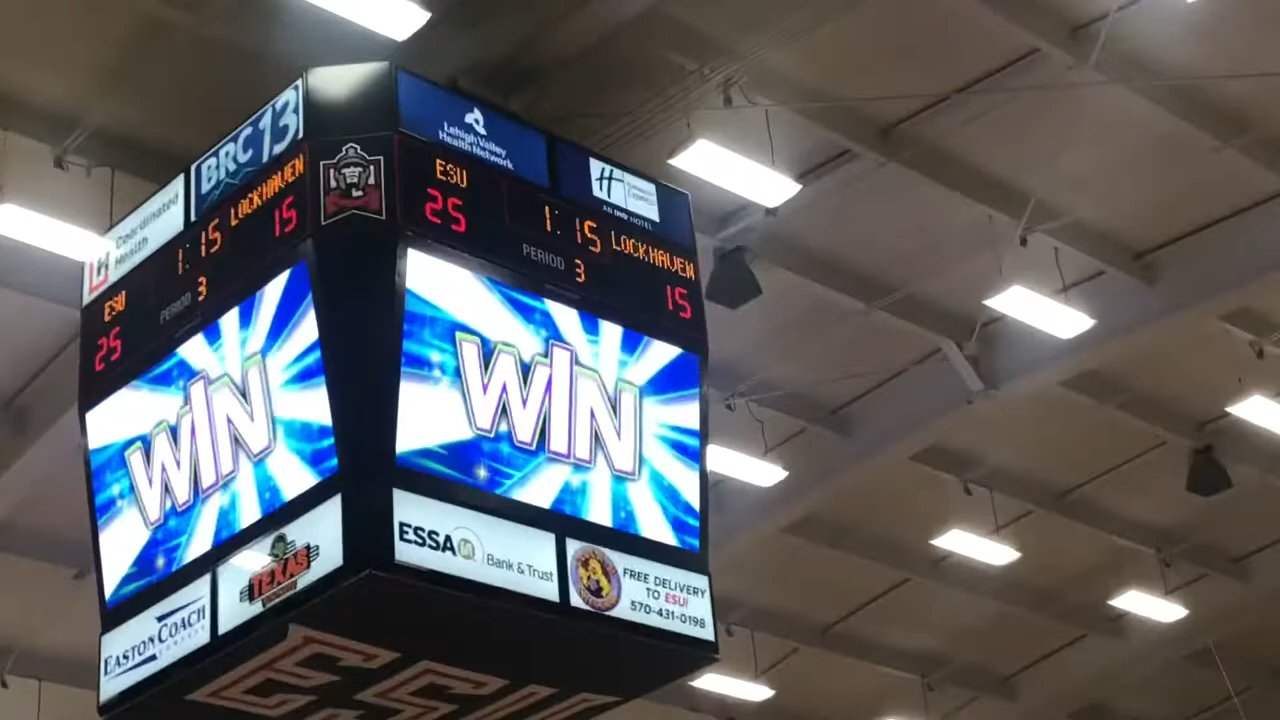 Coordinated
Health
BRC 13
ESU
1:15
LOCKHAVEN
25
PERIOD 3
15
WIN
EASTON COACH
TEXAS
Lehigh Valley
Health Network
AN IHG HOTEL
ESU
1:15
LOCKHAVEN
25
PERIOD 3
15
WIN
ESSA
Bank & Trust
FREE DELIVERY
TO ESU!
570-431-0198
ESU